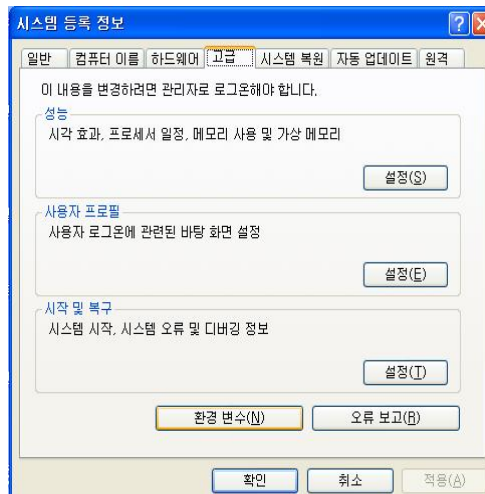 시스템 등록 정보
일반 컴퓨터 이름 하드웨어 고급 시스템 복원 자동 업데이트 원격
이 내용을 변경하려면 관리자로 로그온해야 합니다.
성능
시각 효과, 프로세서 일정, 메모리 사용 및 가상 메모리
설정(S)
사용자 프로필
사용자 로그온에 관련된 바탕 화면 설정
설정(E)
시작 및 복구
시스템 시작, 시스템 오류 및 디버깅 정보
설정(T)
환경 변수(N) 오류 보고(R)
확인 취소 적용(A)